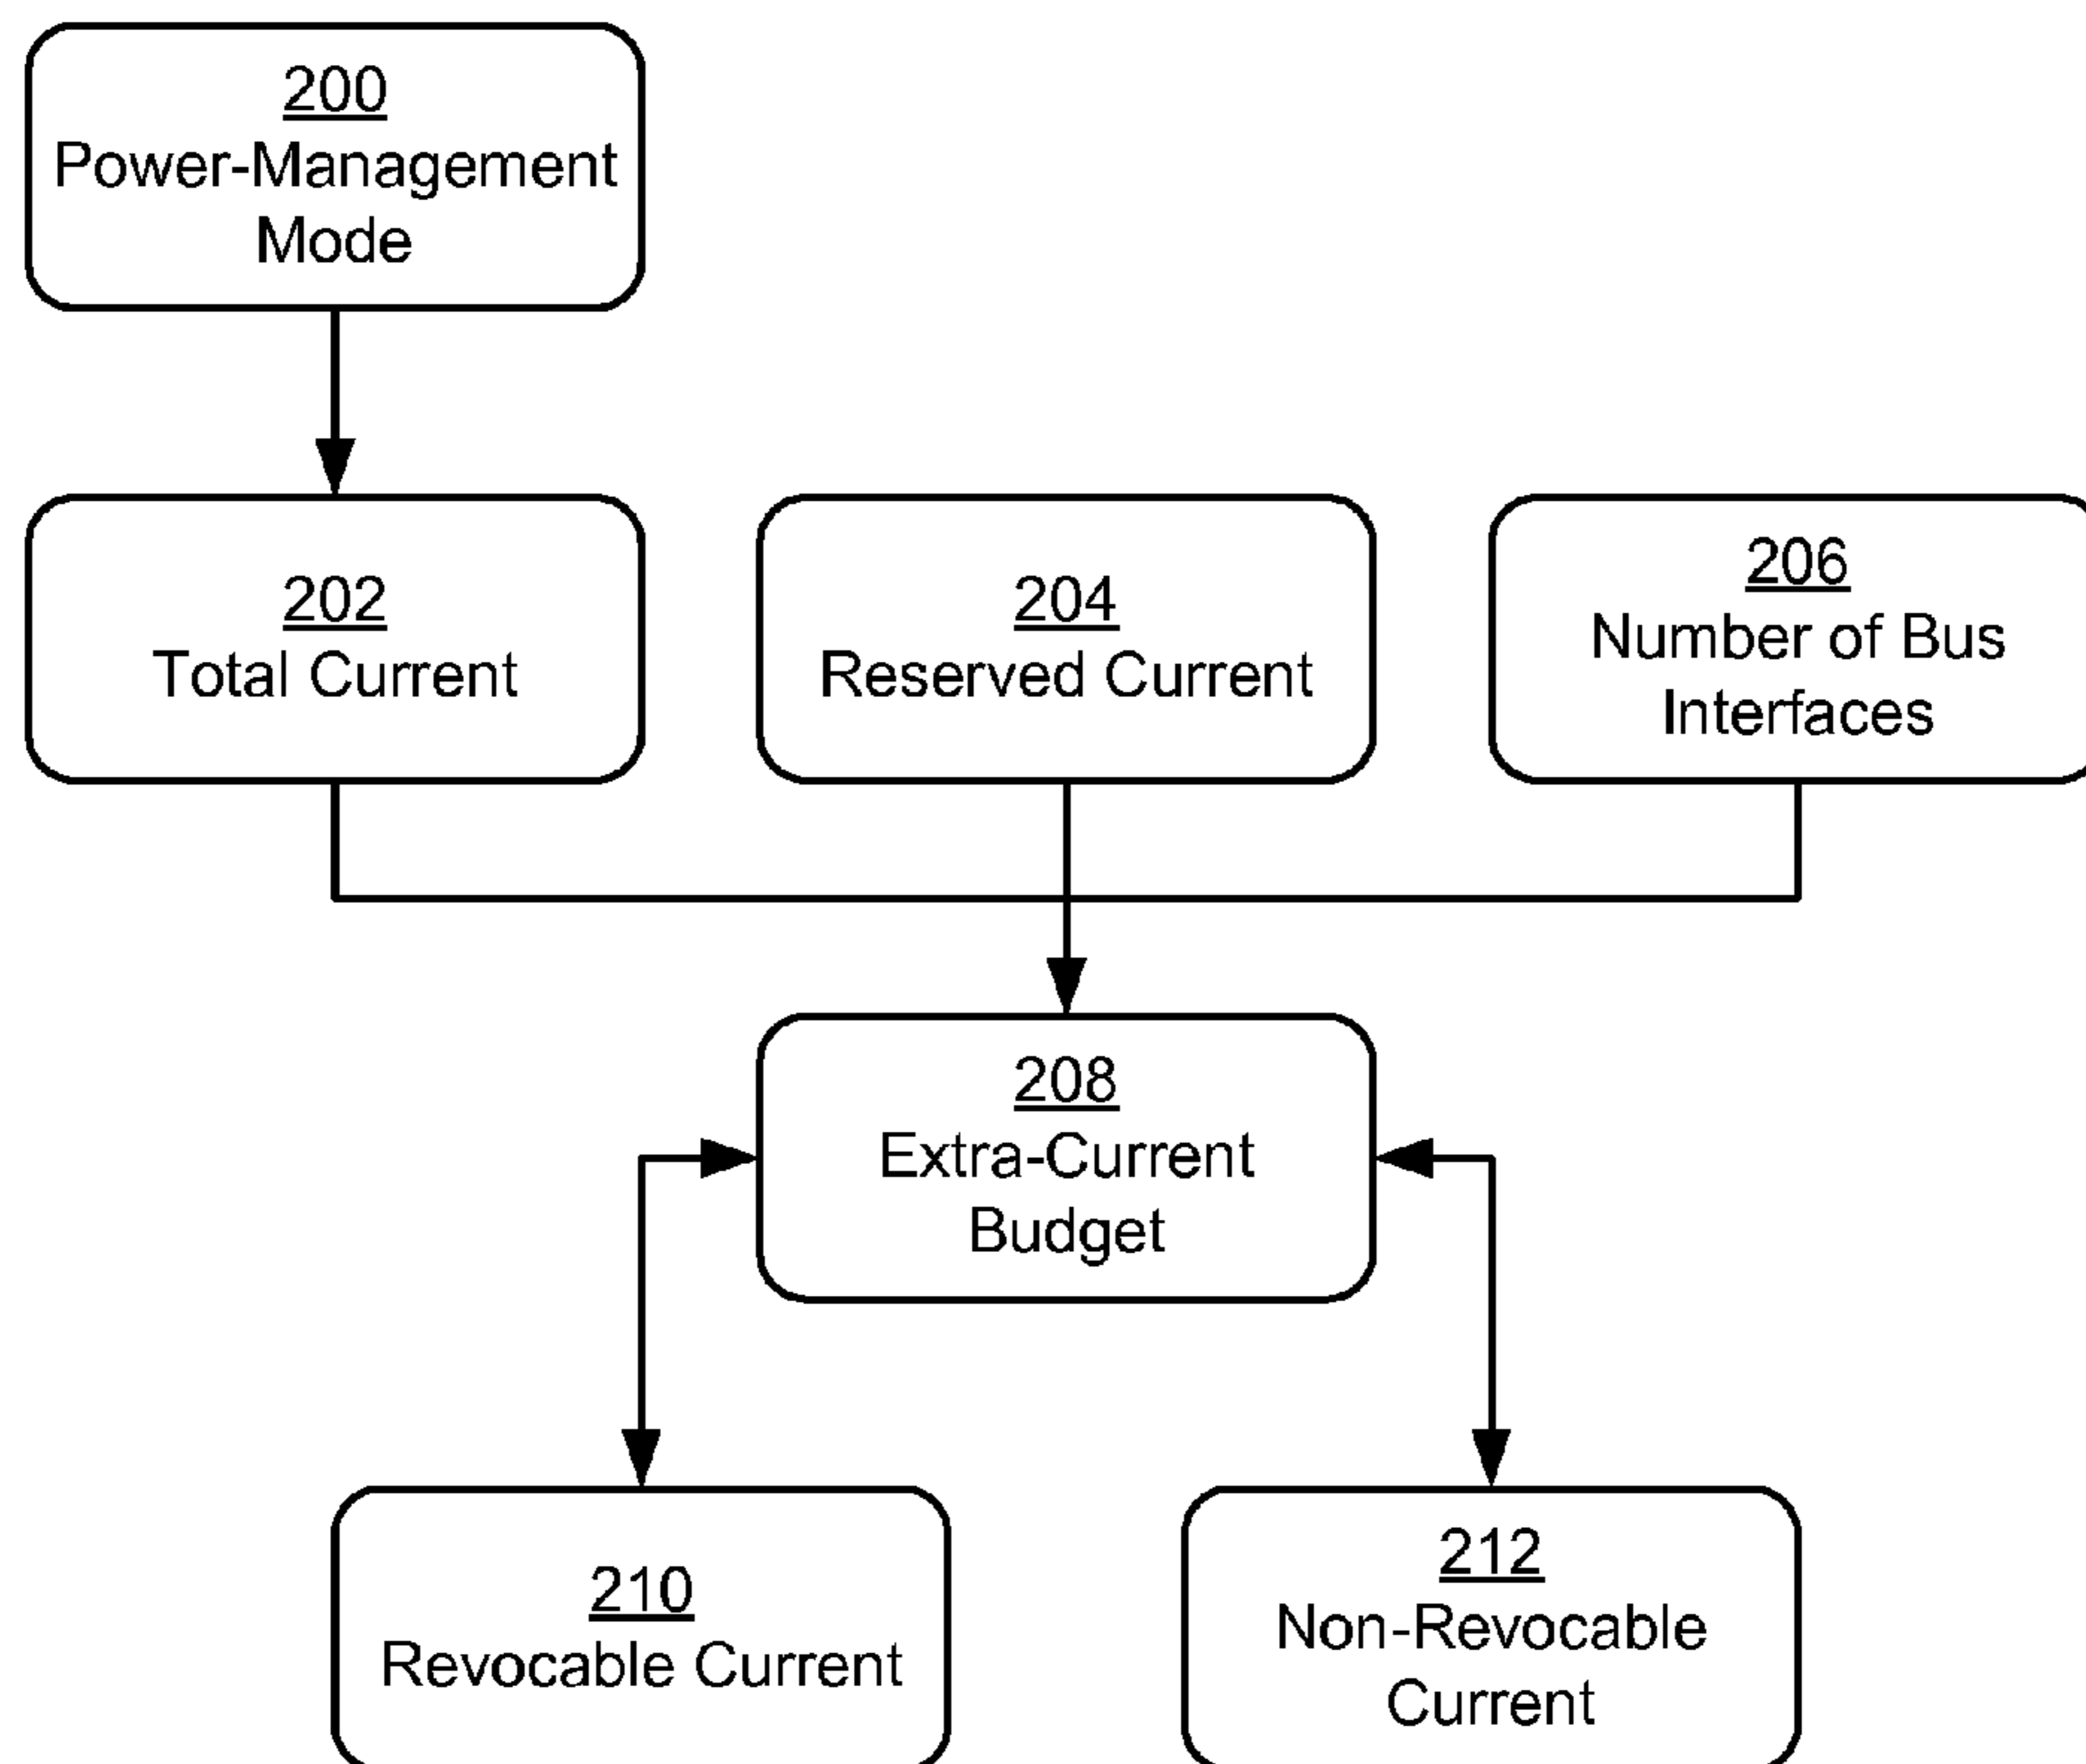 200
Power-Management
Mode
202
Total Current
204
Reserved Current
206
Number of Bus
Interfaces
208
Extra-Current
Budget
210
Revocable Current
212
Non-Revocable
Current